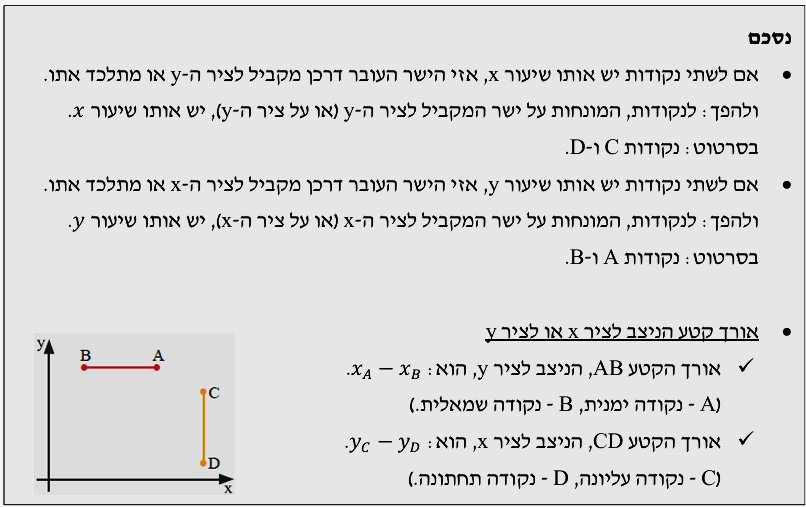 נסכם
• אם לשתי נקודות יש אותו שיעור x, אזי הישר העובר דרכן מקביל לציר ה-y או מתלכד אתו.
ולהפך: לנקודות, המונחות על ישר המקביל לציר ה-y (או על ציר ה-y), יש אותו שיעור x.
בסרטוט: נקודות C ו-D.
• אם לשתי נקודות יש אותו שיעור y, אזי הישר העובר דרכן מקביל לציר ה-x או מתלכד אתו.
ולהפך: לנקודות, המונחות על ישר המקביל לציר ה-x (או על ציר ה-x), יש אותו שיעור y.
בסרטוט: נקודות A ו-B.
• אורך קטע הניצב לציר x או לציר y
✓ אורך הקטע AB, הניצב לציר y, הוא: x_A − x_B.
(A - נקודה ימנית, B - נקודה שמאלית.)
✓ אורך הקטע CD, הניצב לציר x, הוא: y_C − y_D.
(C - נקודה עליונה, D - נקודה תחתונה.)
y
B A
C
D
x